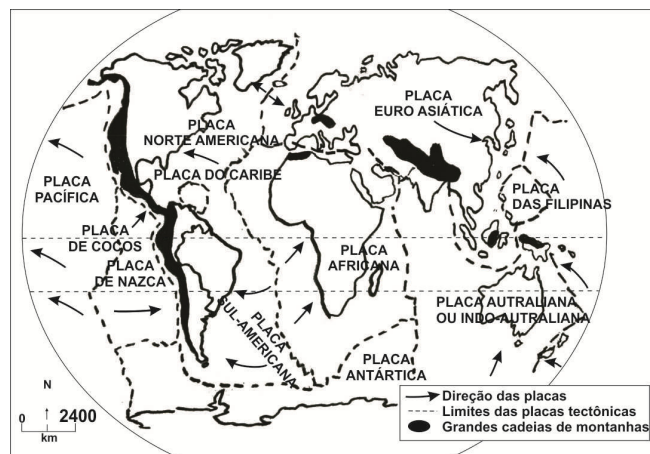 PLACA
NORTE AMERICANA
PLACA
EURO ASIÁTICA
PLACA DO CARIBE
PLACA
PACÍFICA
PLACA
DAS FILIPINAS
PLACA
DE COCOS
PLACA
DE NAZCA
PLACA
AFRICANA
PLACA
SUL-AMERICANA
PLACA AUTRALIANA
OU INDO-AUTRALIANA
PLACA
ANTÁRTICA
N
0 2400
km
Direção das placas
Limites das placas tectônicas
Grandes cadeias de montanhas